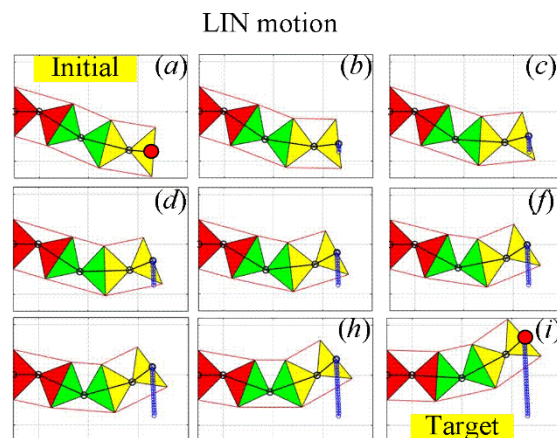 LIN motion
Initial (a)
(b)
(c)
(d)
(f)
(h)
(i)
Target